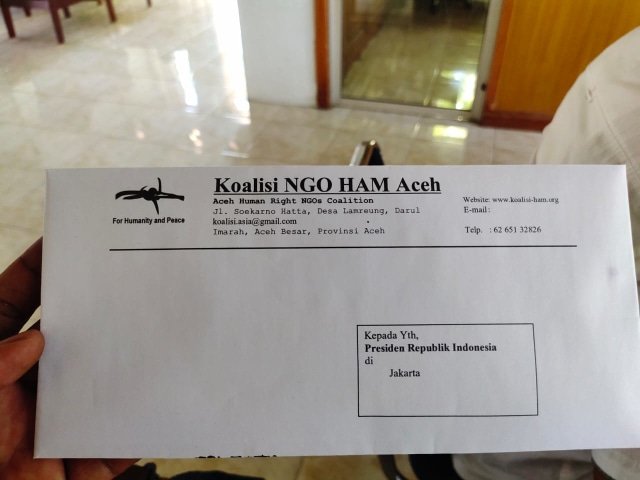 Koalisi NGO HAM Aceh
Aceh Human Right NGOs Coalition
Jl. Soekarno Hatta, Desa Lamreung, Darul
koalisi.asia@gmail.com
Imarah, Aceh Besar, Provinsi Aceh
Website: www.koalisi-ham.org
E-mail:
Telp. : 62 651 32826
For Humanity and Peace
Kepada Yth,
Presiden Republik Indonesia
di
Jakarta